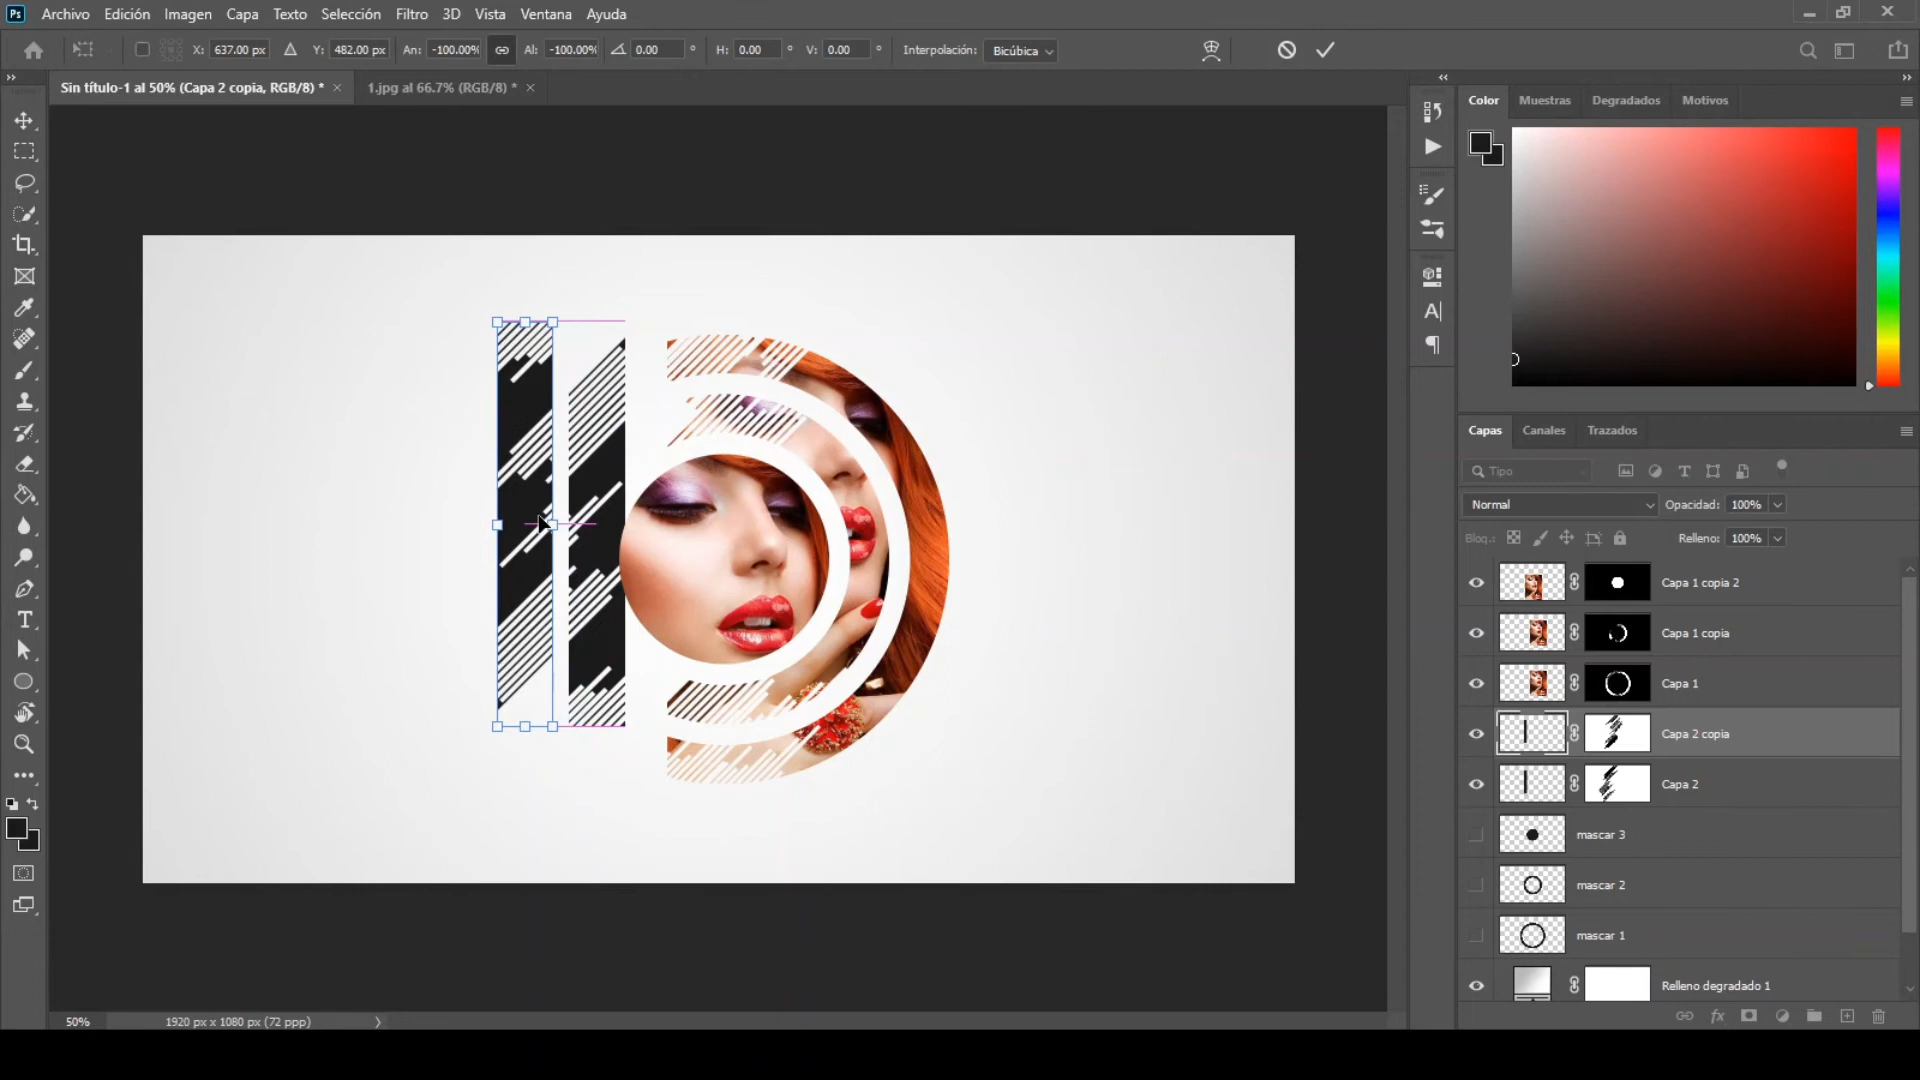 Ps Archivo Edición Imagen Capa Texto Selección Filtro 3D Vista Ventana Ayuda
X: 637.00 px Y: 482.00 px An: -100.00% Al: -100.00% 0.00 ° H: 0.00 ° V: 0.00 ° Interpolación: Bicúbica
Sin título-1 al 50% (Capa 2 copia, RGB/8) * × 1.jpg al 66.7% (RGB/8) * ×
Color Muestras Degradados Motivos
Capas Canales Trazados
Tipo
Normal Opacidad: 100%
Bloq.: Relleno: 100%
Capa 1 copia 2
Capa 1 copia
Capa 1
Capa 2 copia
Capa 2
mascar 3
mascar 2
mascar 1
Relleno degradado 1
50% 1920 px x 1080 px (72 ppp)